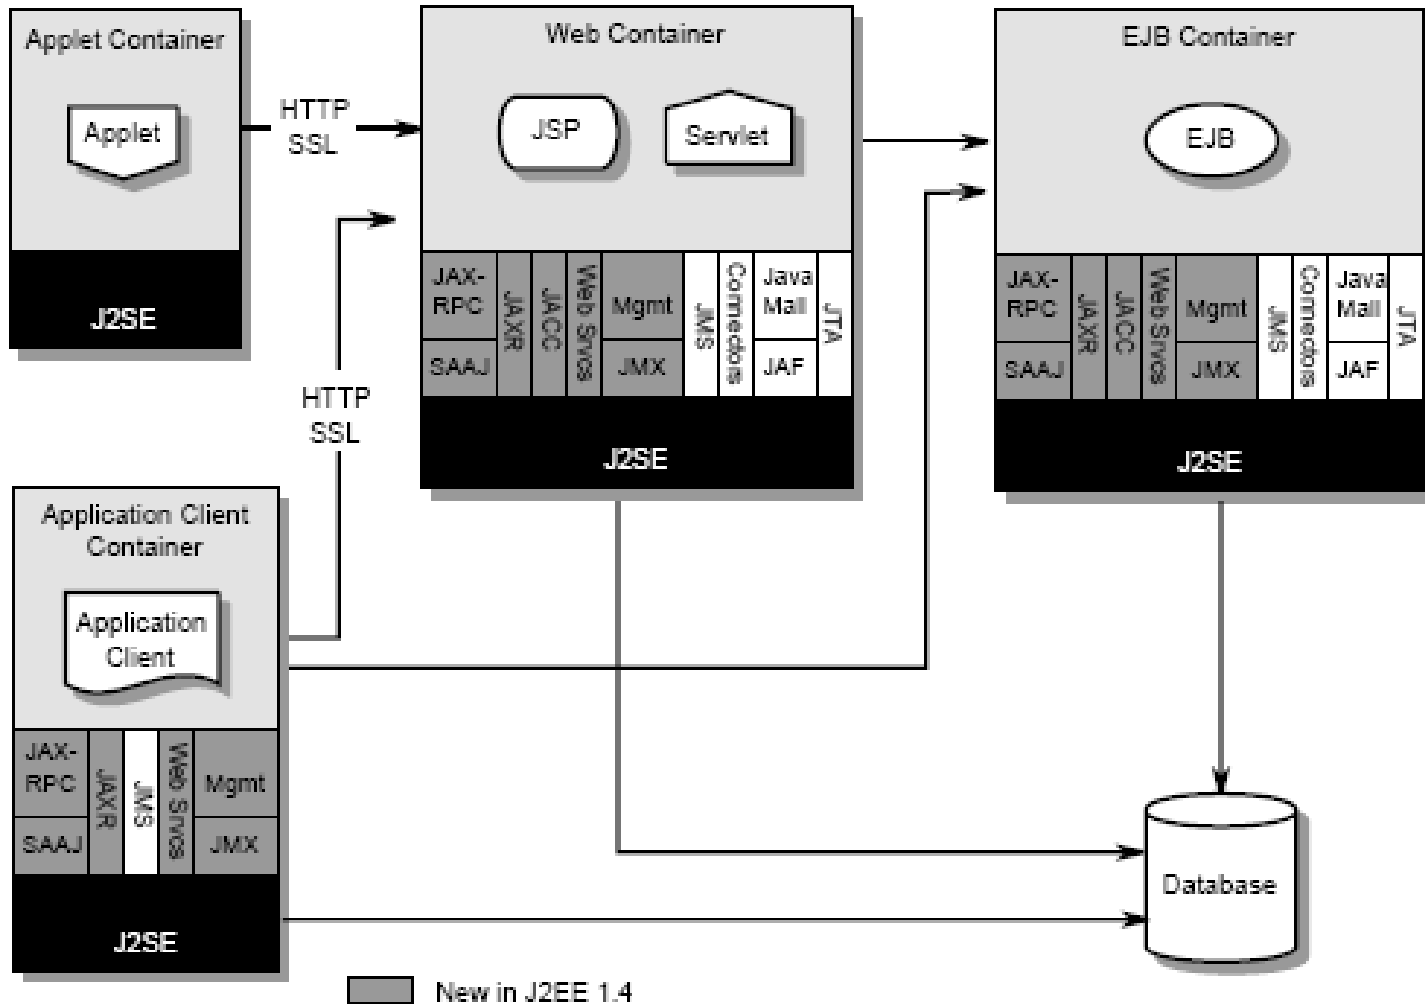 Applet Container
Applet
J2SE
HTTP
SSL
Web Container
JSP
Servlet
JAX-
RPC
SAAJ
JAXR
JACC
Web Srvcs
Mgmt
JMX
JMS
Connectors
Java
Mail
JAF
JTA
J2SE
EJB Container
EJB
JAX-
RPC
SAAJ
JAXR
JACC
Web Srvcs
Mgmt
JMX
JMS
Connectors
Java
Mail
JAF
JTA
J2SE
HTTP
SSL
Application Client
Container
Application
Client
JAX-
RPC
SAAJ
JAXR
JMS
Web Srvcs
Mgmt
JMX
J2SE
Database
New in J2EE 1.4